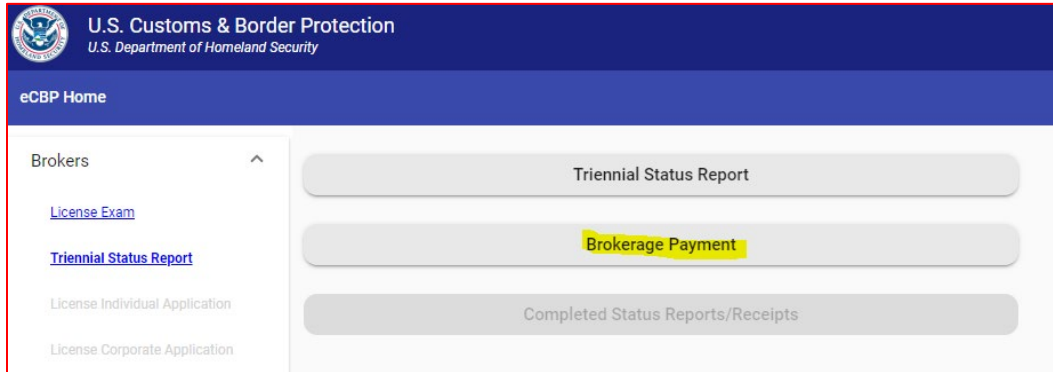 U.S. Customs & Border Protection
U.S. Department of Homeland Security
eCBP Home
Brokers
License Exam
Triennial Status Report
License Individual Application
License Corporate Application
Triennial Status Report
Brokerage Payment
Completed Status Reports/Receipts